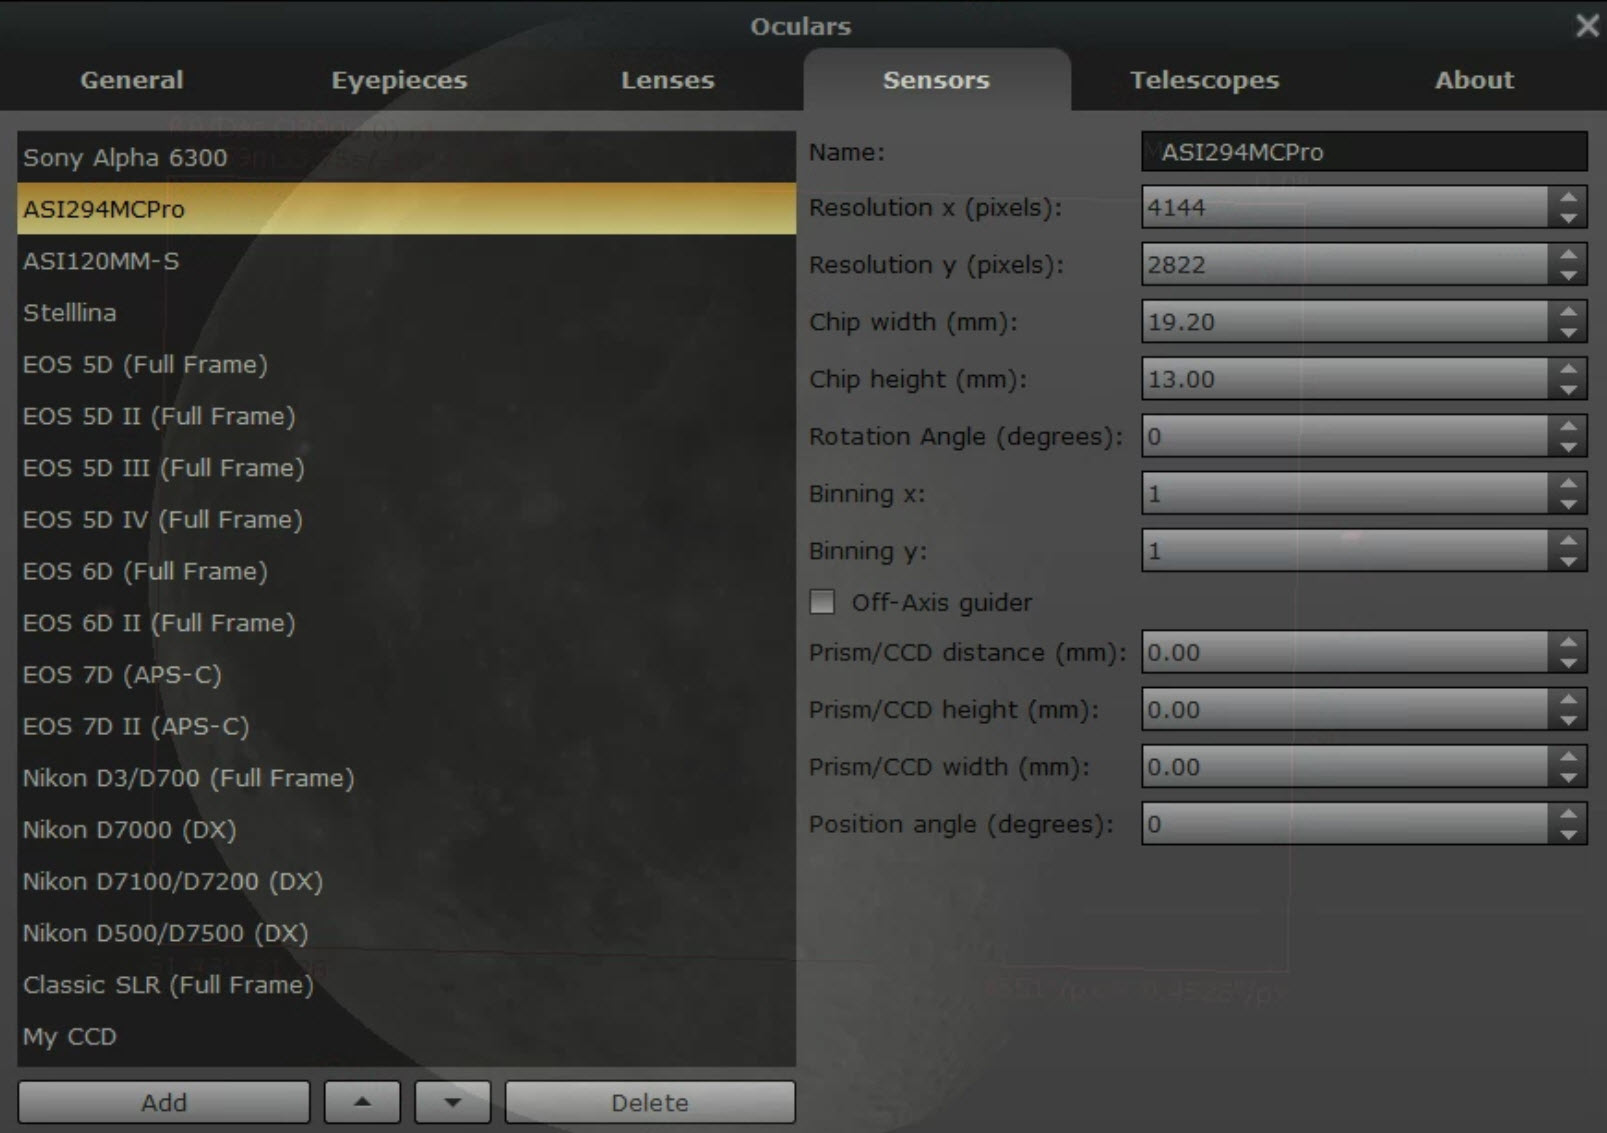 Oculars
General Eyepieces Lenses Sensors Telescopes About
Sony Alpha 6300
ASI294MCPro
ASI120MM-S
Stelllina
EOS 5D (Full Frame)
EOS 5D II (Full Frame)
EOS 5D III (Full Frame)
EOS 5D IV (Full Frame)
EOS 6D (Full Frame)
EOS 6D II (Full Frame)
EOS 7D (APS-C)
EOS 7D II (APS-C)
Nikon D3/D700 (Full Frame)
Nikon D7000 (DX)
Nikon D7100/D7200 (DX)
Nikon D500/D7500 (DX)
Classic SLR (Full Frame)
My CCD
Add Delete
Name: ASI294MCPro
Resolution x (pixels): 4144
Resolution y (pixels): 2822
Chip width (mm): 19.20
Chip height (mm): 13.00
Rotation Angle (degrees): 0
Binning x: 1
Binning y: 1
Off-Axis guider
Prism/CCD distance (mm): 0.00
Prism/CCD height (mm): 0.00
Prism/CCD width (mm): 0.00
Position angle (degrees): 0